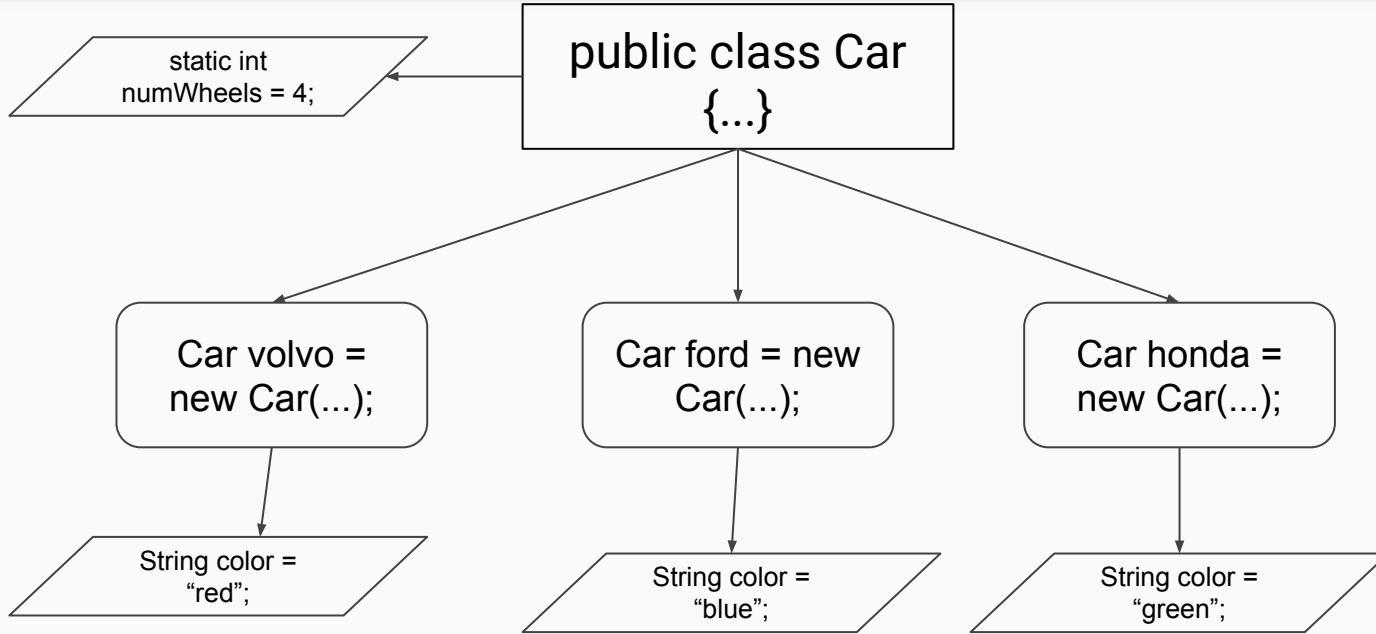 static int
numWheels = 4;
public class Car
{...}
Car volvo =
new Car(...);
Car ford = new
Car(...);
Car honda =
new Car(...);
String color =
“red”;
String color =
“blue”;
String color =
“green”;